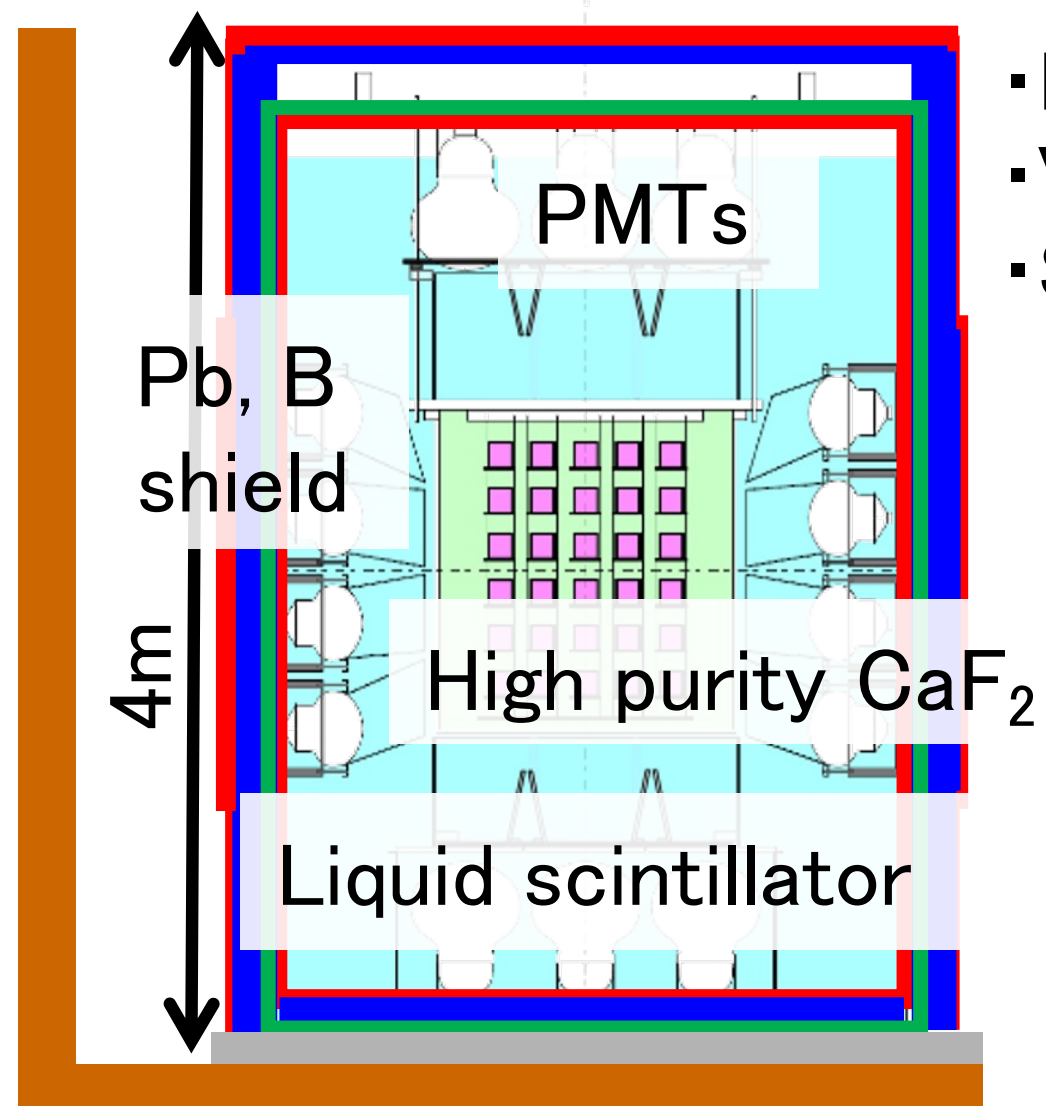 PMTs
Pb, B
shield
4m
High purity CaF₂
Liquid scintillator